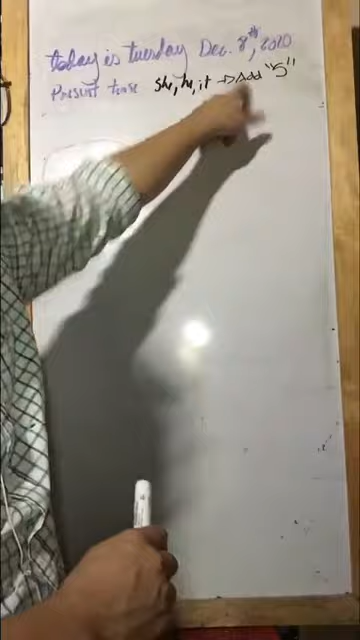 today is tuesday Dec. 8th, 2020
Present tense she, he, it → Add "S"